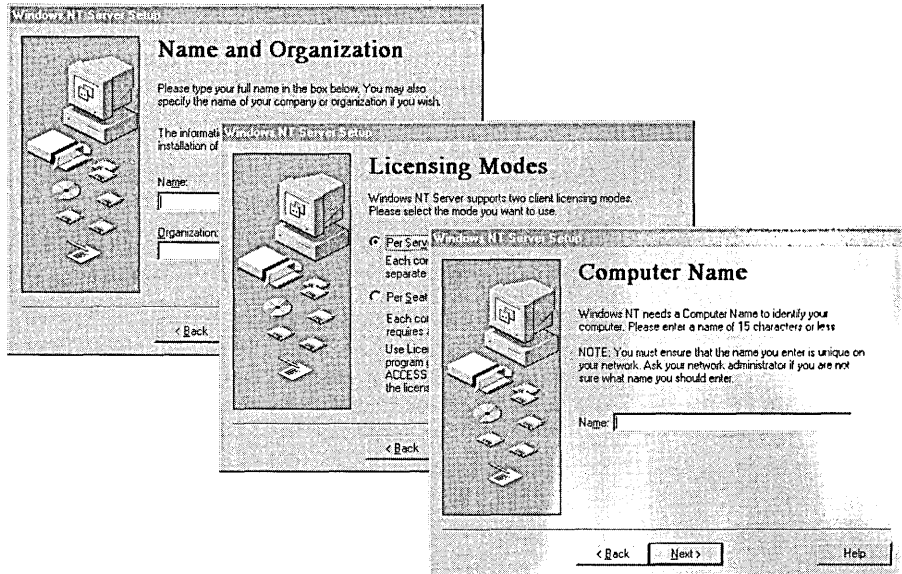 Windows NT Server Setup
Name and Organization
Please type your full name in the box below. You may also
specify the name of your company or organization if you wish.
The informati
installation of
Name:
Organization:
< Back
Windows NT Server Setup
Licensing Modes
Windows NT Server supports two client licensing modes.
Please select the mode you want to use.
Per Serv
Each con
separate
Per Seat
Each con
requires a
Use Licen
program
ACCESS
the licens
< Back
Windows NT Server Setup
Computer Name
Windows NT needs a Computer Name to identify your
computer. Please enter a name of 15 characters or less
NOTE: You must ensure that the name you enter is unique on
your network. Ask your network administrator if you are not
sure what name you should enter.
Name:
< Back
Next >
Help